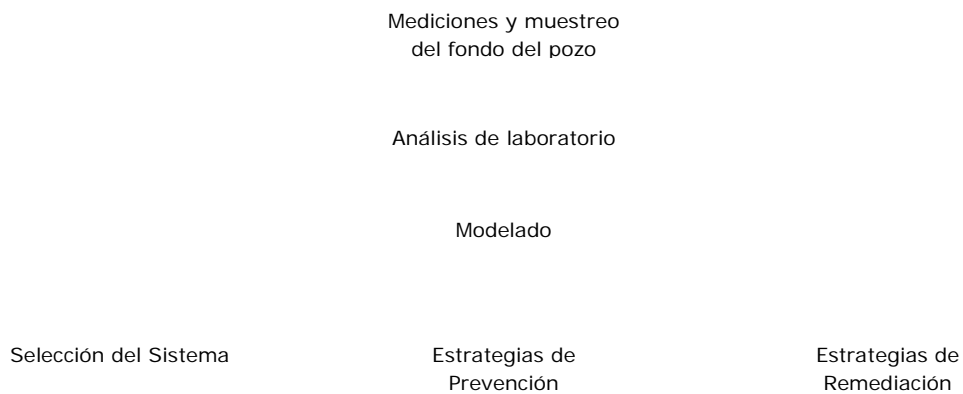 Mediciones y muestreo
del fondo del pozo
Análisis de laboratorio
Modelado
Selección del Sistema
Estrategias de
Prevención
Estrategias de
Remediación